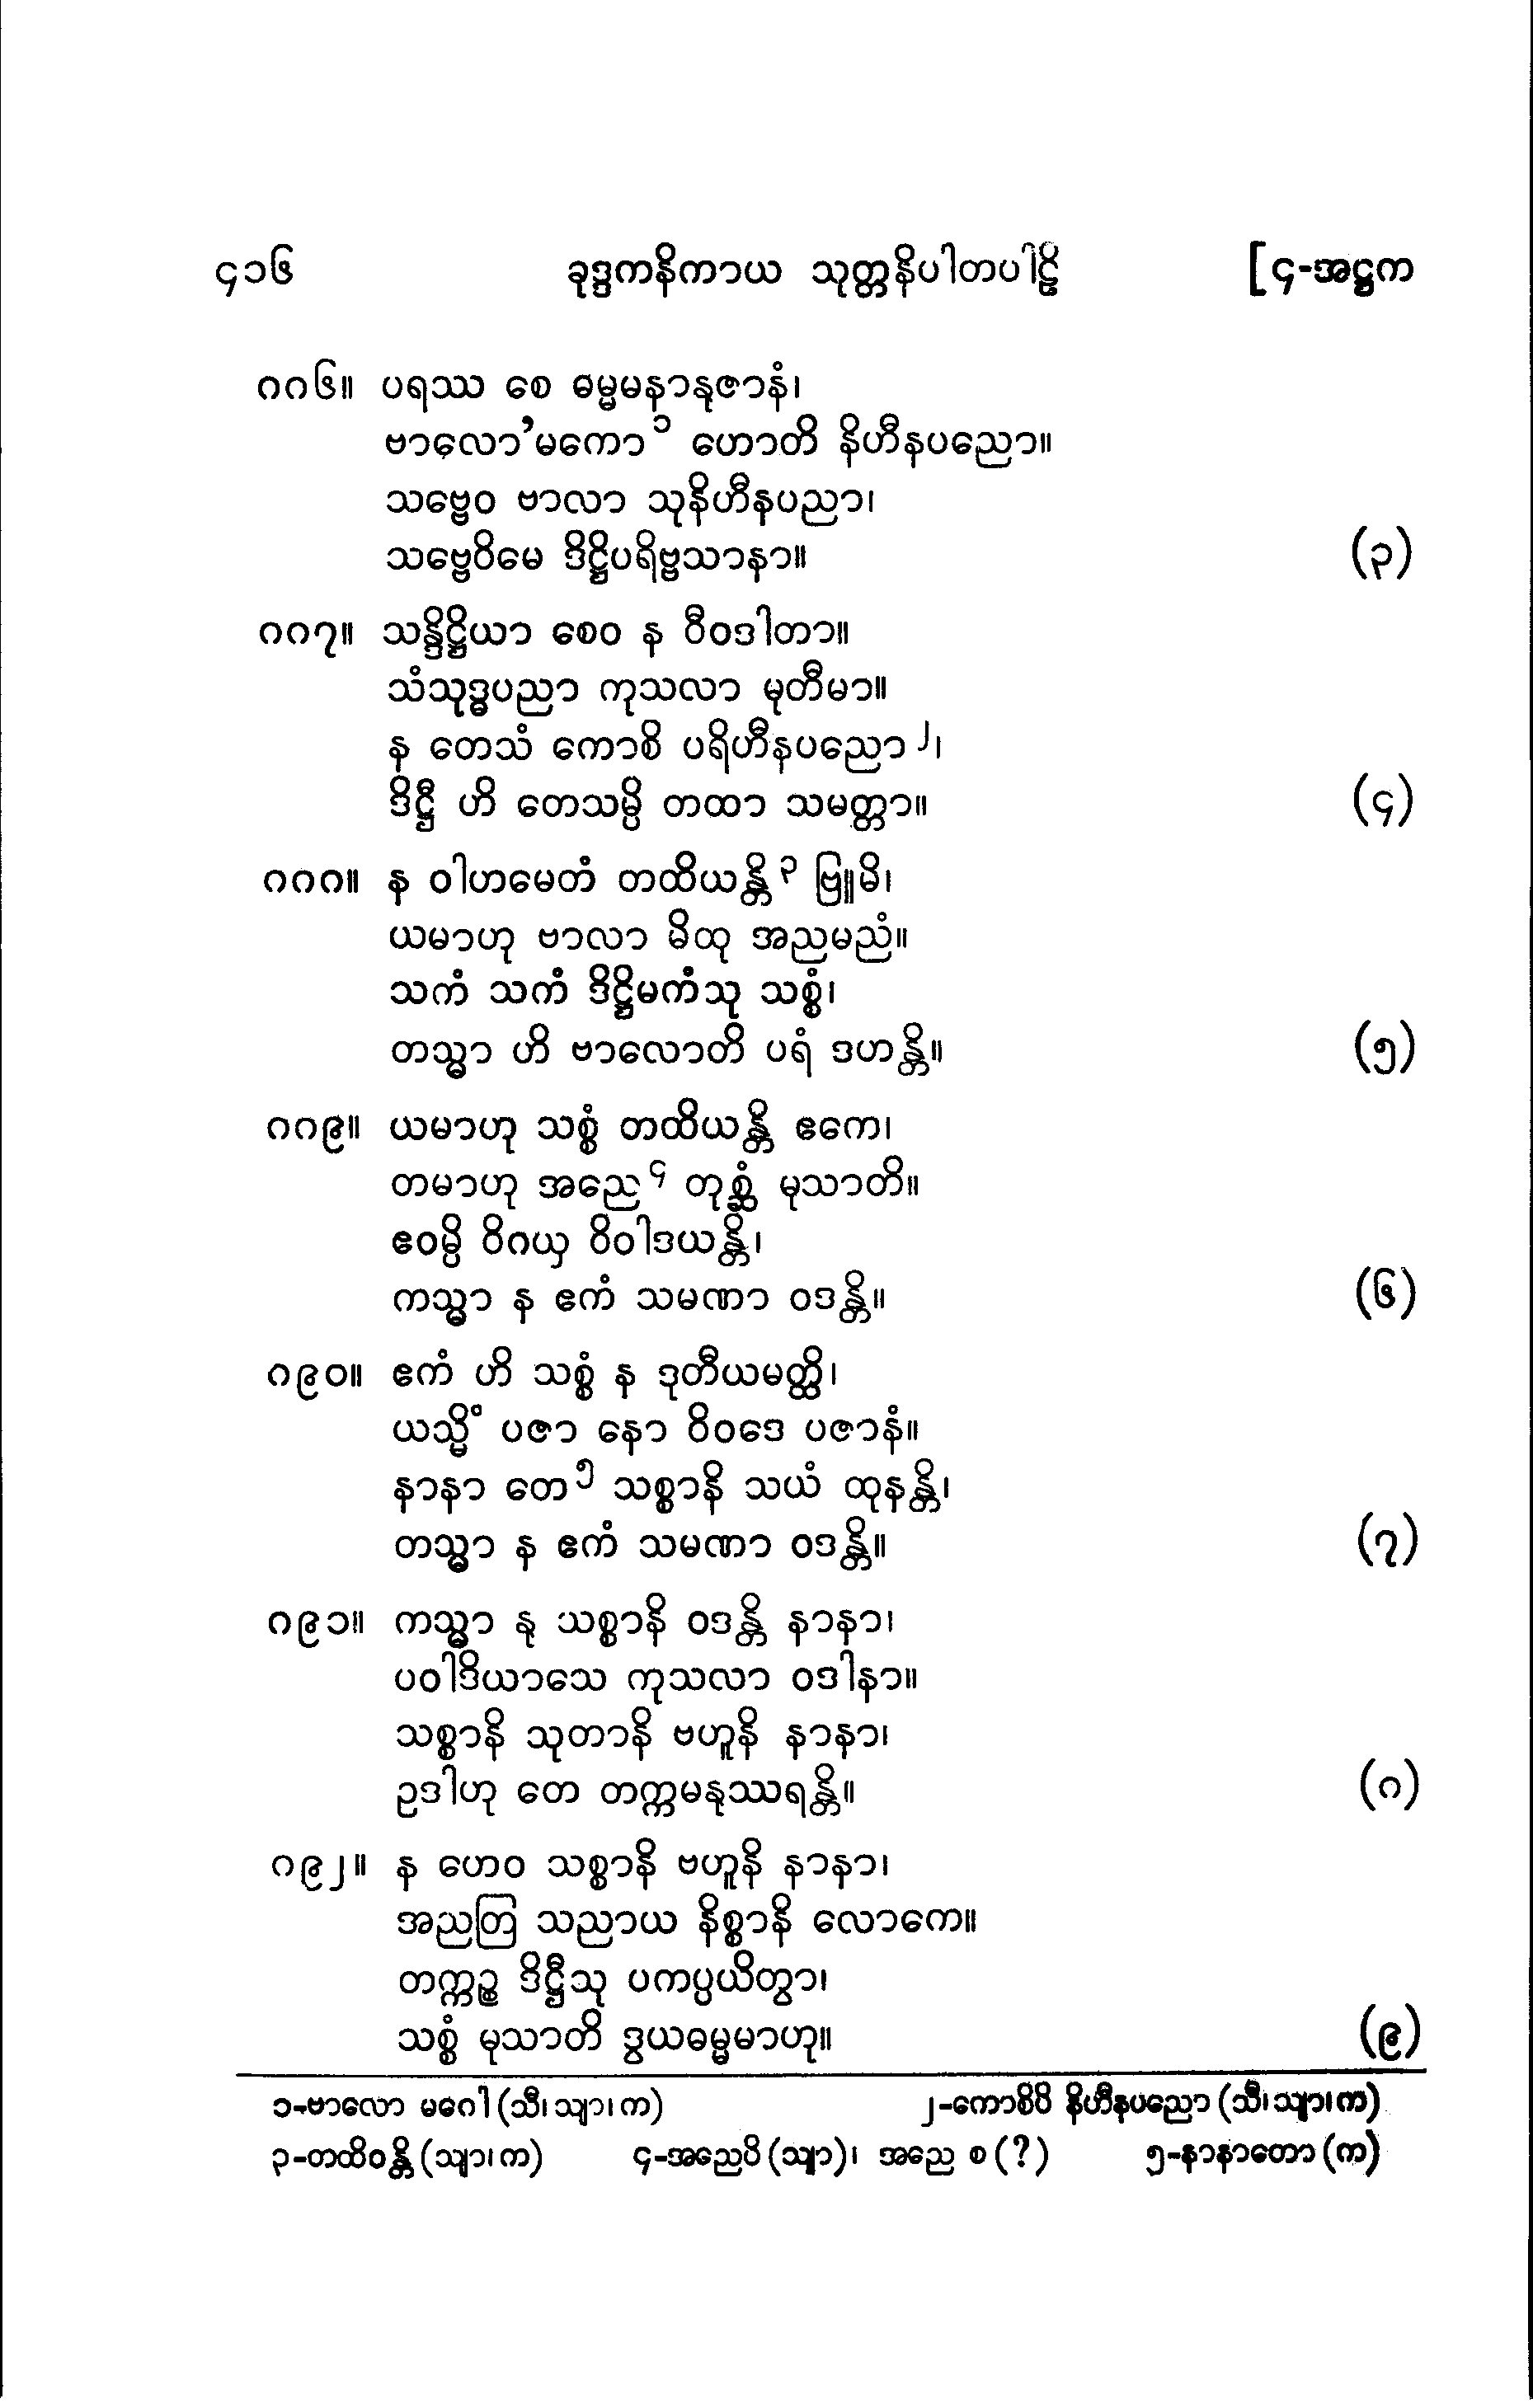 ၄၁၆ ခုဒ္ဒကနိကာယ သုတ္တနိပါတပါဠိ [၄-အဋ္ဌက
၈၈၆။ ပရဿ စေ ဓမ္မမနာနုဇာနံ၊
ဗာလော’မကော၁ ဟောတိ နိဟီနပညော။
သဗ္ဗေဝ ဗာလာ သုနိဟီနပညာ၊
သဗ္ဗေဝိမေ ဒိဋ္ဌိပရိဗ္ဗသာနာ။ (၃)
၈၈၇။ သန္ဒိဋ္ဌိယာ စေဝ န ဝီဝဒါတာ။
သံသုဒ္ဓပညာ ကုသလာ မုတီမာ။
န တေသံ ကောစိ ပရိဟီနပညော၂၊
ဒိဋ္ဌီ ဟိ တေသမ္ပိ တထာ သမတ္တာ။ (၄)
၈၈၈။ န ဝါဟမေတံ တထိယန္တိ၃ ဗြူမိ၊
ယမာဟု ဗာလာ မိထု အညမညံ။
သကံ သကံ ဒိဋ္ဌိမကံသု သစ္စံ၊
တသ္မာ ဟိ ဗာလောတိ ပရံ ဒဟန္တိ။ (၅)
၈၈၉။ ယမာဟု သစ္စံ တထိယန္တိ ဧကေ၊
တမာဟု အညေ၄ တုစ္ဆံ မုသာတိ။
ဧဝမ္ပိ ဝိဂယှ ဝိဝါဒယန္တိ၊
ကသ္မာ န ဧကံ သမဏာ ဝဒန္တိ။ (၆)
၈၉၀။ ဧကံ ဟိ သစ္စံ န ဒုတီယမတ္ထိ၊
ယသ္မိံ ပဇာ နော ဝိဝဒေ ပဇာနံ။
နာနာ တေ၅ သစ္စာနိ သယံ ထုနန္တိ၊
တသ္မာ န ဧကံ သမဏာ ဝဒန္တိ။ (၇)
၈၉၁။ ကသ္မာ နု သစ္စာနိ ဝဒန္တိ နာနာ၊
ပဝါဒိယာသေ ကုသလာ ဝဒါနာ။
သစ္စာနိ သုတာနိ ဗဟူနိ နာနာ၊
ဥဒါဟု တေ တက္ကမနုဿရန္တိ။ (၈)
၈၉၂။ န ဟေဝ သစ္စာနိ ဗဟူနိ နာနာ၊
အညတြ သညာယ နိစ္စာနိ လောကေ။
တက္ကဉ္စ ဒိဋ္ဌီသု ပကပ္ပယိတွာ၊
သစ္စံ မုသာတိ ဒွယဓမ္မမာဟု။ (၉)
၁-ဗာလော မဂေါ (သီ၊ သျာ၊ က) ၂-ကောစိပိ နိဟီနပညော (သီ၊ သျာ၊ က)
၃-တထိဝန္တိ (သျာ၊ က) ၄-အညေပိ (သျာ)၊ အညေ စ (?) ၅-နာနာတော (က)